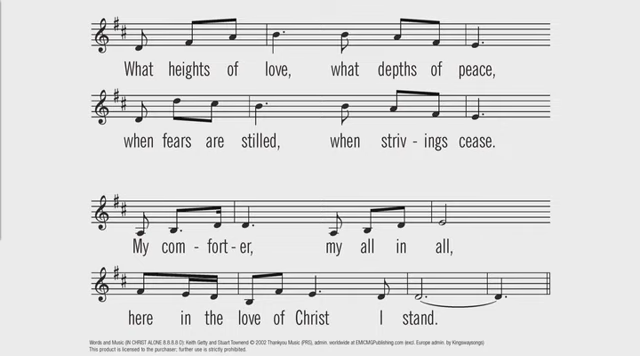 What heights of love, what depths of peace,
when fears are stilled, when striv - ings cease.
My com - fort - er, my all in all,
here in the love of Christ I stand.
Words and Music (IN CHRIST ALONE 8.8.8.8 D): Keith Getty and Stuart Townend © 2002 Thankyou Music (PRS), admin. worldwide at EMICMGPublishing.com (excl. Europe admin. by Kingswaysongs)
This product is licensed to the purchaser; further use is strictly prohibited.